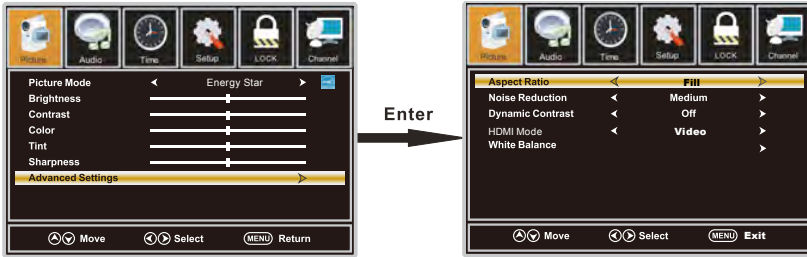 Picture Audio Time Setup LOCK Channel
Picture Mode Energy Star
Brightness
Contrast
Color
Tint
Sharpness
Advanced Settings
Move Select MENU Return
Enter
Picture Audio Time Setup LOCK Channel
Aspect Ratio Fill
Noise Reduction Medium
Dynamic Contrast Off
HDMI Mode Video
White Balance
Move Select MENU Exit